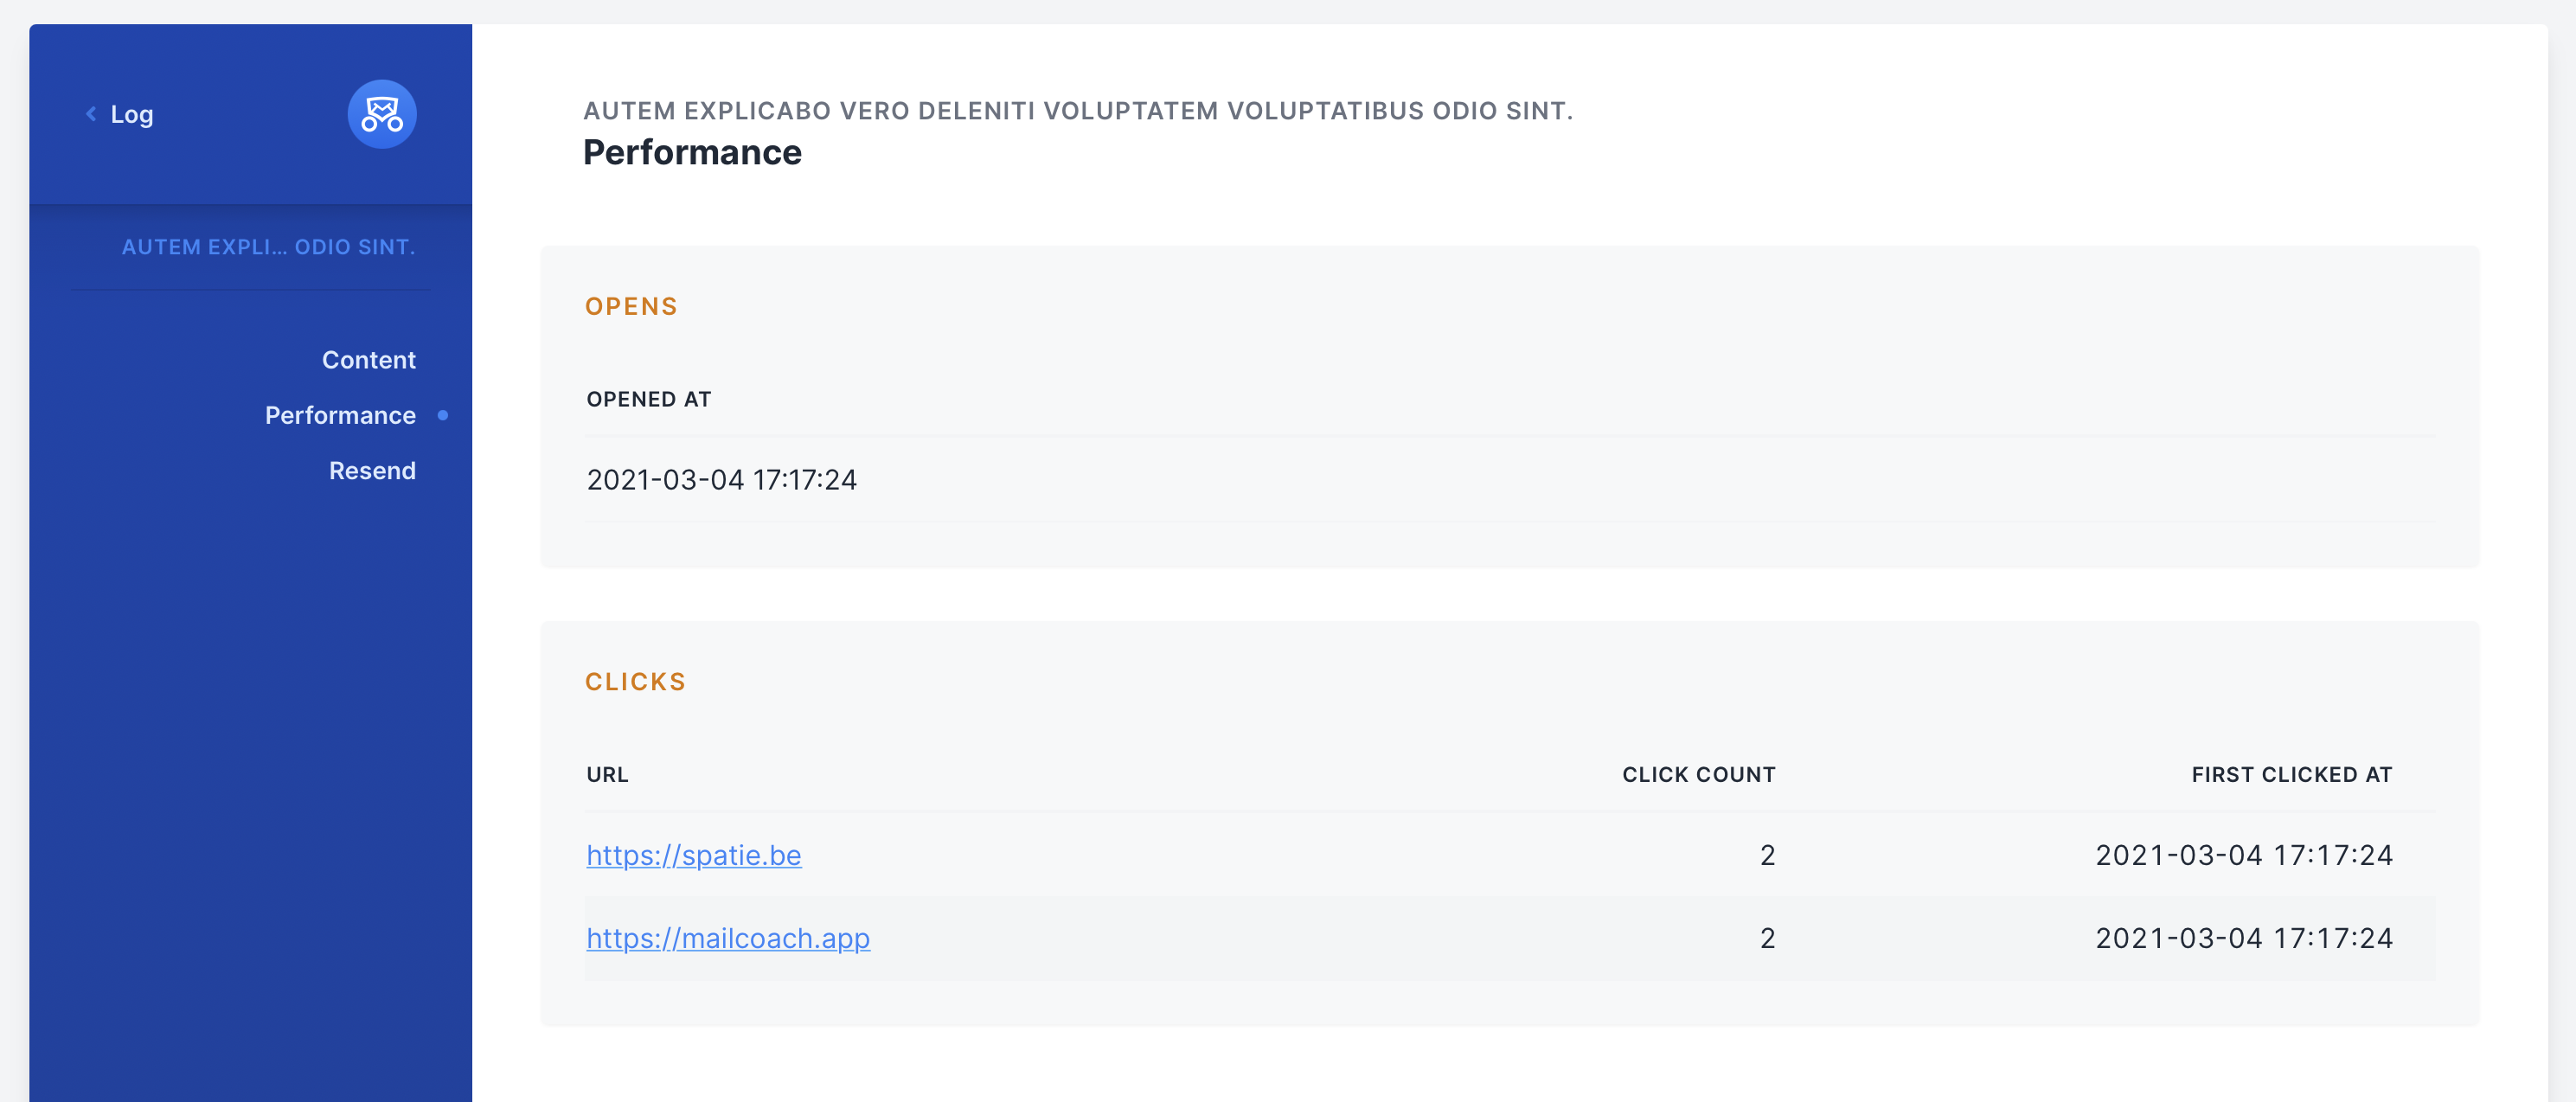 Log
AUTEM EXPLI... ODIO SINT.
Content
Performance
Resend
AUTEM EXPLICABO VERO DELENITI VOLUPTATEM VOLUPTATIBUS ODIO SINT.
Performance
OPENS
OPENED AT
2021-03-04 17:17:24
CLICKS
URL CLICK COUNT FIRST CLICKED AT
https://spatie.be 2 2021-03-04 17:17:24
https://mailcoach.app 2 2021-03-04 17:17:24